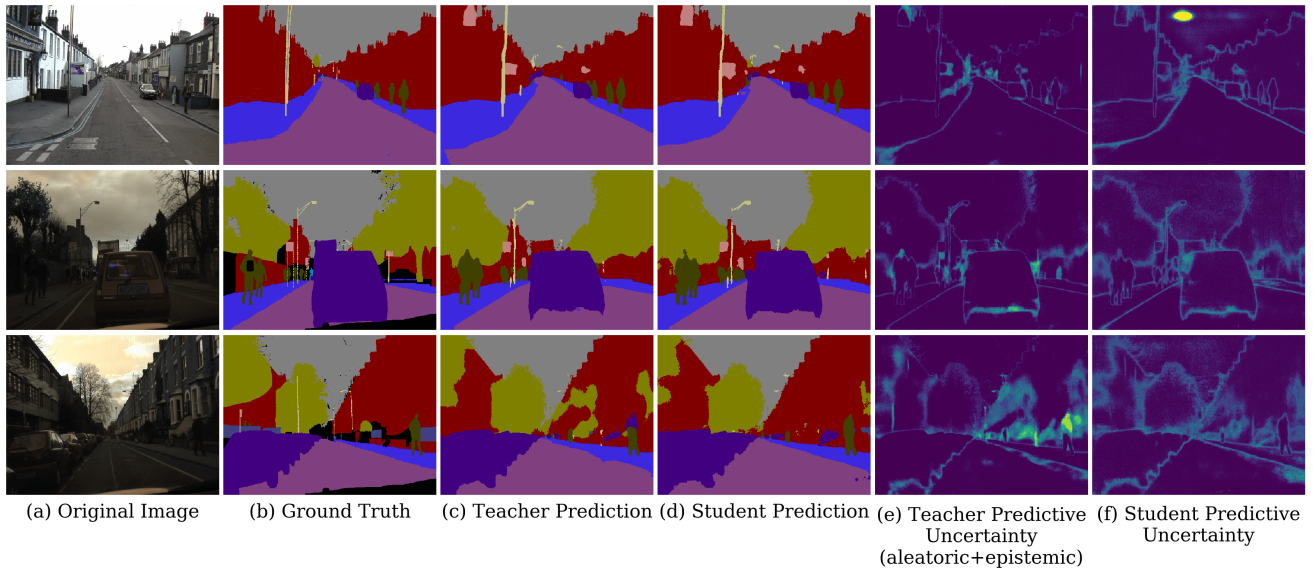 (a) Original Image
(b) Ground Truth
(c) Teacher Prediction
(d) Student Prediction
(e) Teacher Predictive
Uncertainty
(aleatoric+epistemic)
(f) Student Predictive
Uncertainty